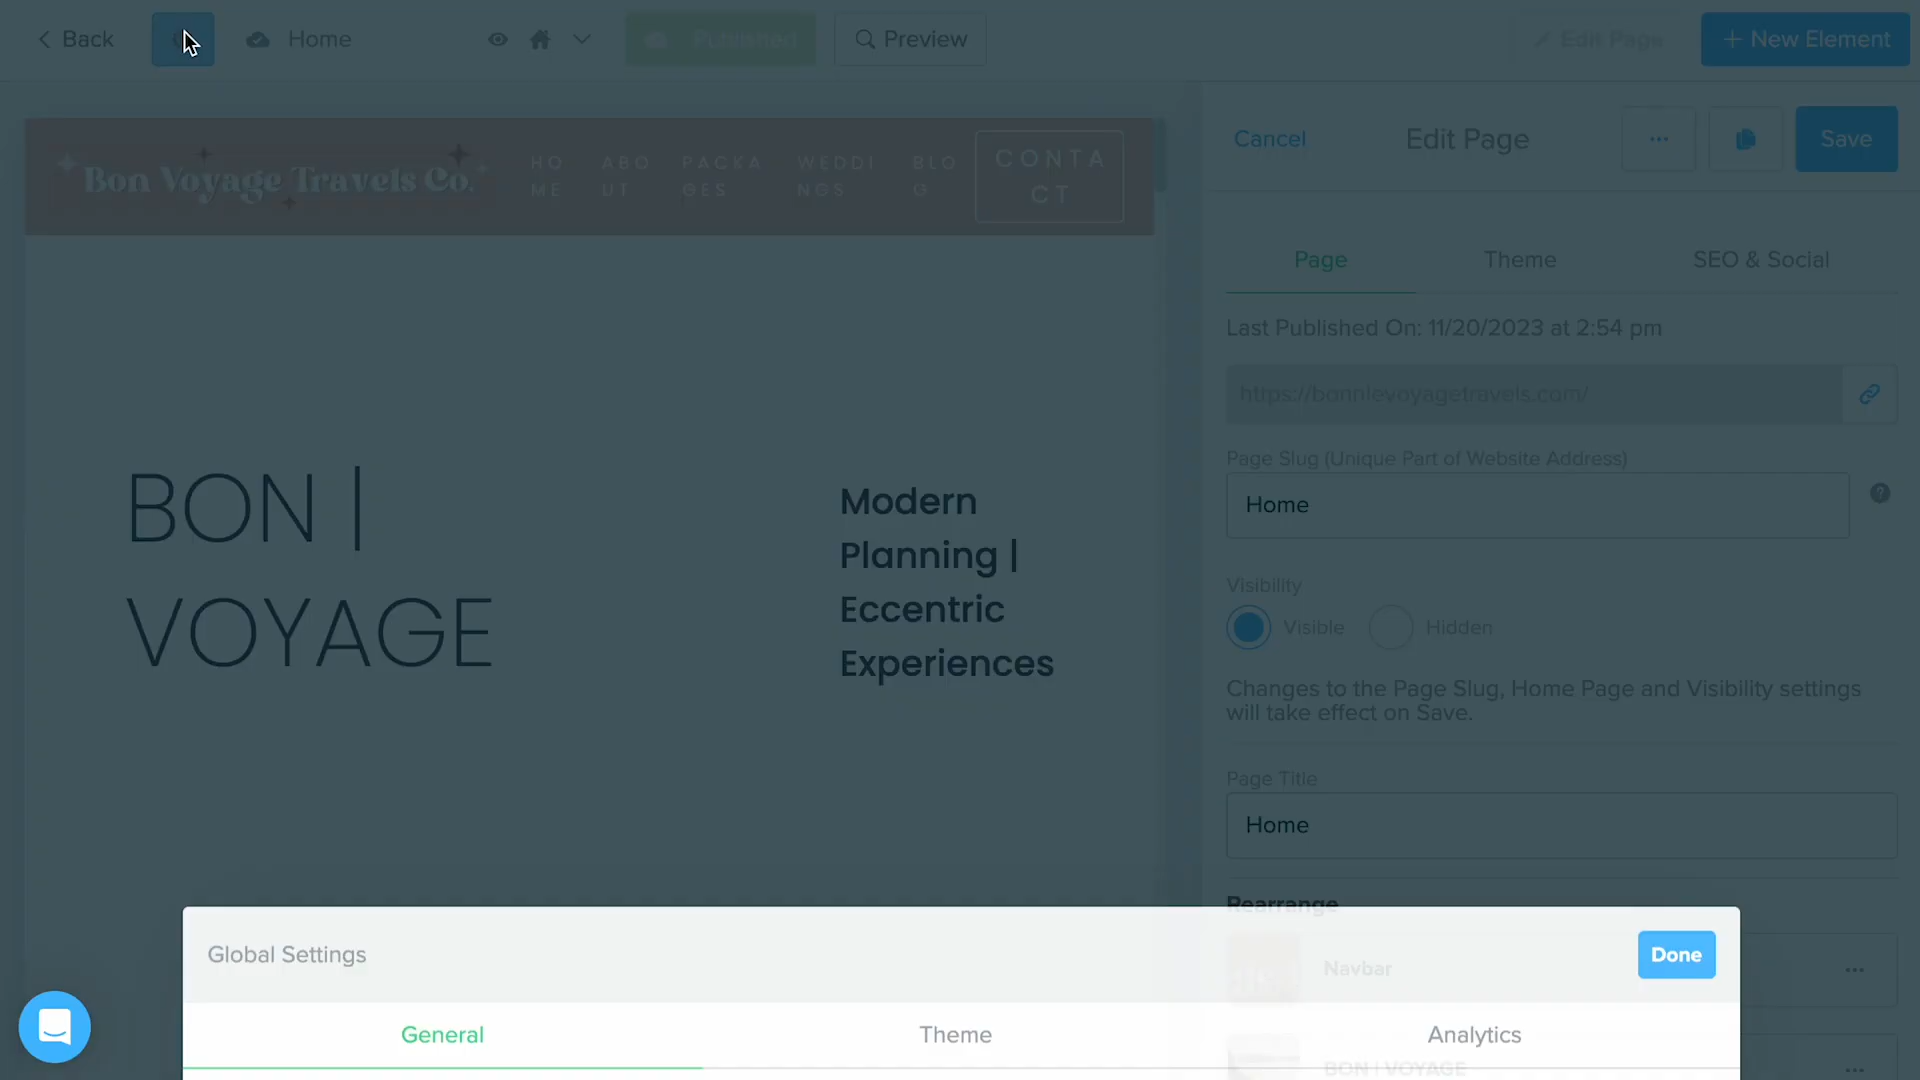 Back
Home
Published
Preview
Edit Page
+ New Element
Bon Voyage Travels Co.
HO
ME
ABO
UT
PACKA
GES
WEDDI
NGS
BLO
G
CONTA
CT
Cancel
Edit Page
...
Save
Page
Theme
SEO & Social
Last Published On: 11/20/2023 at 2:54 pm
https://bonnievoyagetravels.com/
Page Slug (Unique Part of Website Address)
Home
?
Visibility
Visible
Hidden
Changes to the Page Slug, Home Page and Visibility settings
will take effect on Save.
Page Title
Home
Rearrange
Navbar
...
BON | VOYAGE
...
BON |
VOYAGE
Modern
Planning |
Eccentric
Experiences
Global Settings
Done
General
Theme
Analytics